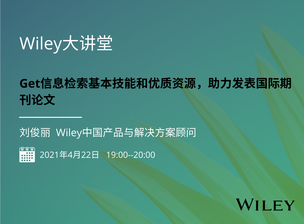 Wiley大讲堂
Get信息检索基本技能和优质资源，助力发表国际期
刊论文
刘俊丽 Wiley中国产品与解决方案顾问
2021年4月22日 19:00--20:00
WILEY